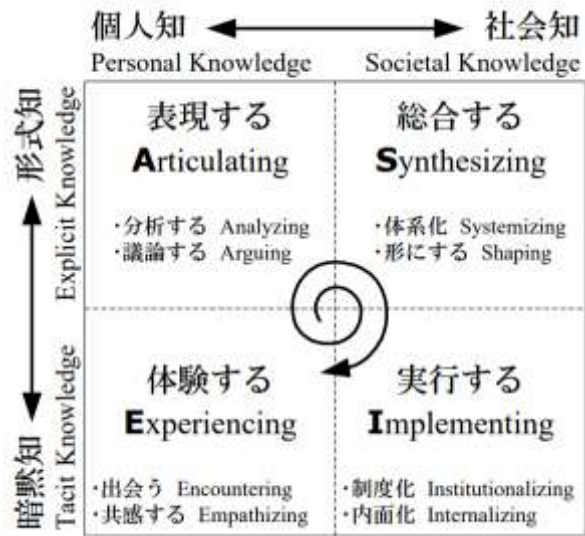 個人知 社会知
Personal Knowledge Societal Knowledge
形式知
Explicit Knowledge
表現する
Articulating
・分析する Analyzing
・議論する Arguing
総合する
Synthesizing
・体系化 Systemizing
・形にする Shaping
暗黙知
Tacit Knowledge
体験する
Experiencing
・出会う Encountering
・共感する Empathizing
実行する
Implementing
・制度化 Institutionalizing
・内面化 Internalizing